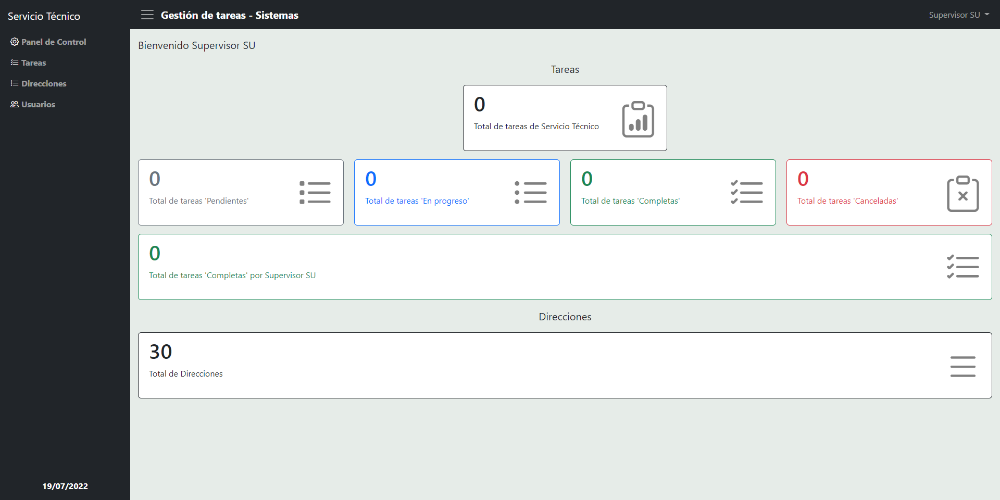 Servicio Técnico
Panel de Control
Tareas
Direcciones
Usuarios
19/07/2022
Gestión de tareas - Sistemas
Supervisor SU
Bienvenido Supervisor SU
Tareas
0
Total de tareas de Servicio Técnico
0
Total de tareas 'Pendientes'
0
Total de tareas 'En progreso'
0
Total de tareas 'Completas'
0
Total de tareas 'Canceladas'
0
Total de tareas 'Completas' por Supervisor SU
Direcciones
30
Total de Direcciones